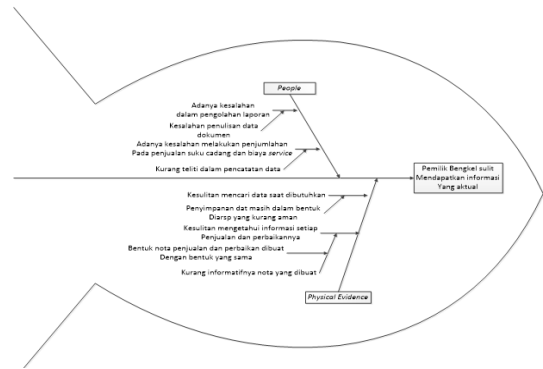 People
Adanya kesalahan
dalam pengolahan laporan
Kesalahan penulisan data
dokumen
Adanya kesalahan melakukan penjumlahan
Pada penjualan suku cadang dan biaya service
Kurang teliti dalam pencatatan data
Pemilik Bengkel sulit
Mendapatkan informasi
Yang aktual
Kesulitan mencari data saat dibutuhkan
Penyimpanan dat masih dalam bentuk
Diarsp yang kurang aman
Kesulitan mengetahui informasi setiap
Penjualan dan perbaikannya
Bentuk nota penjualan dan perbaikan dibuat
Dengan bentuk yang sama
Kurang informatifnya nota yang dibuat
Physical Evidence